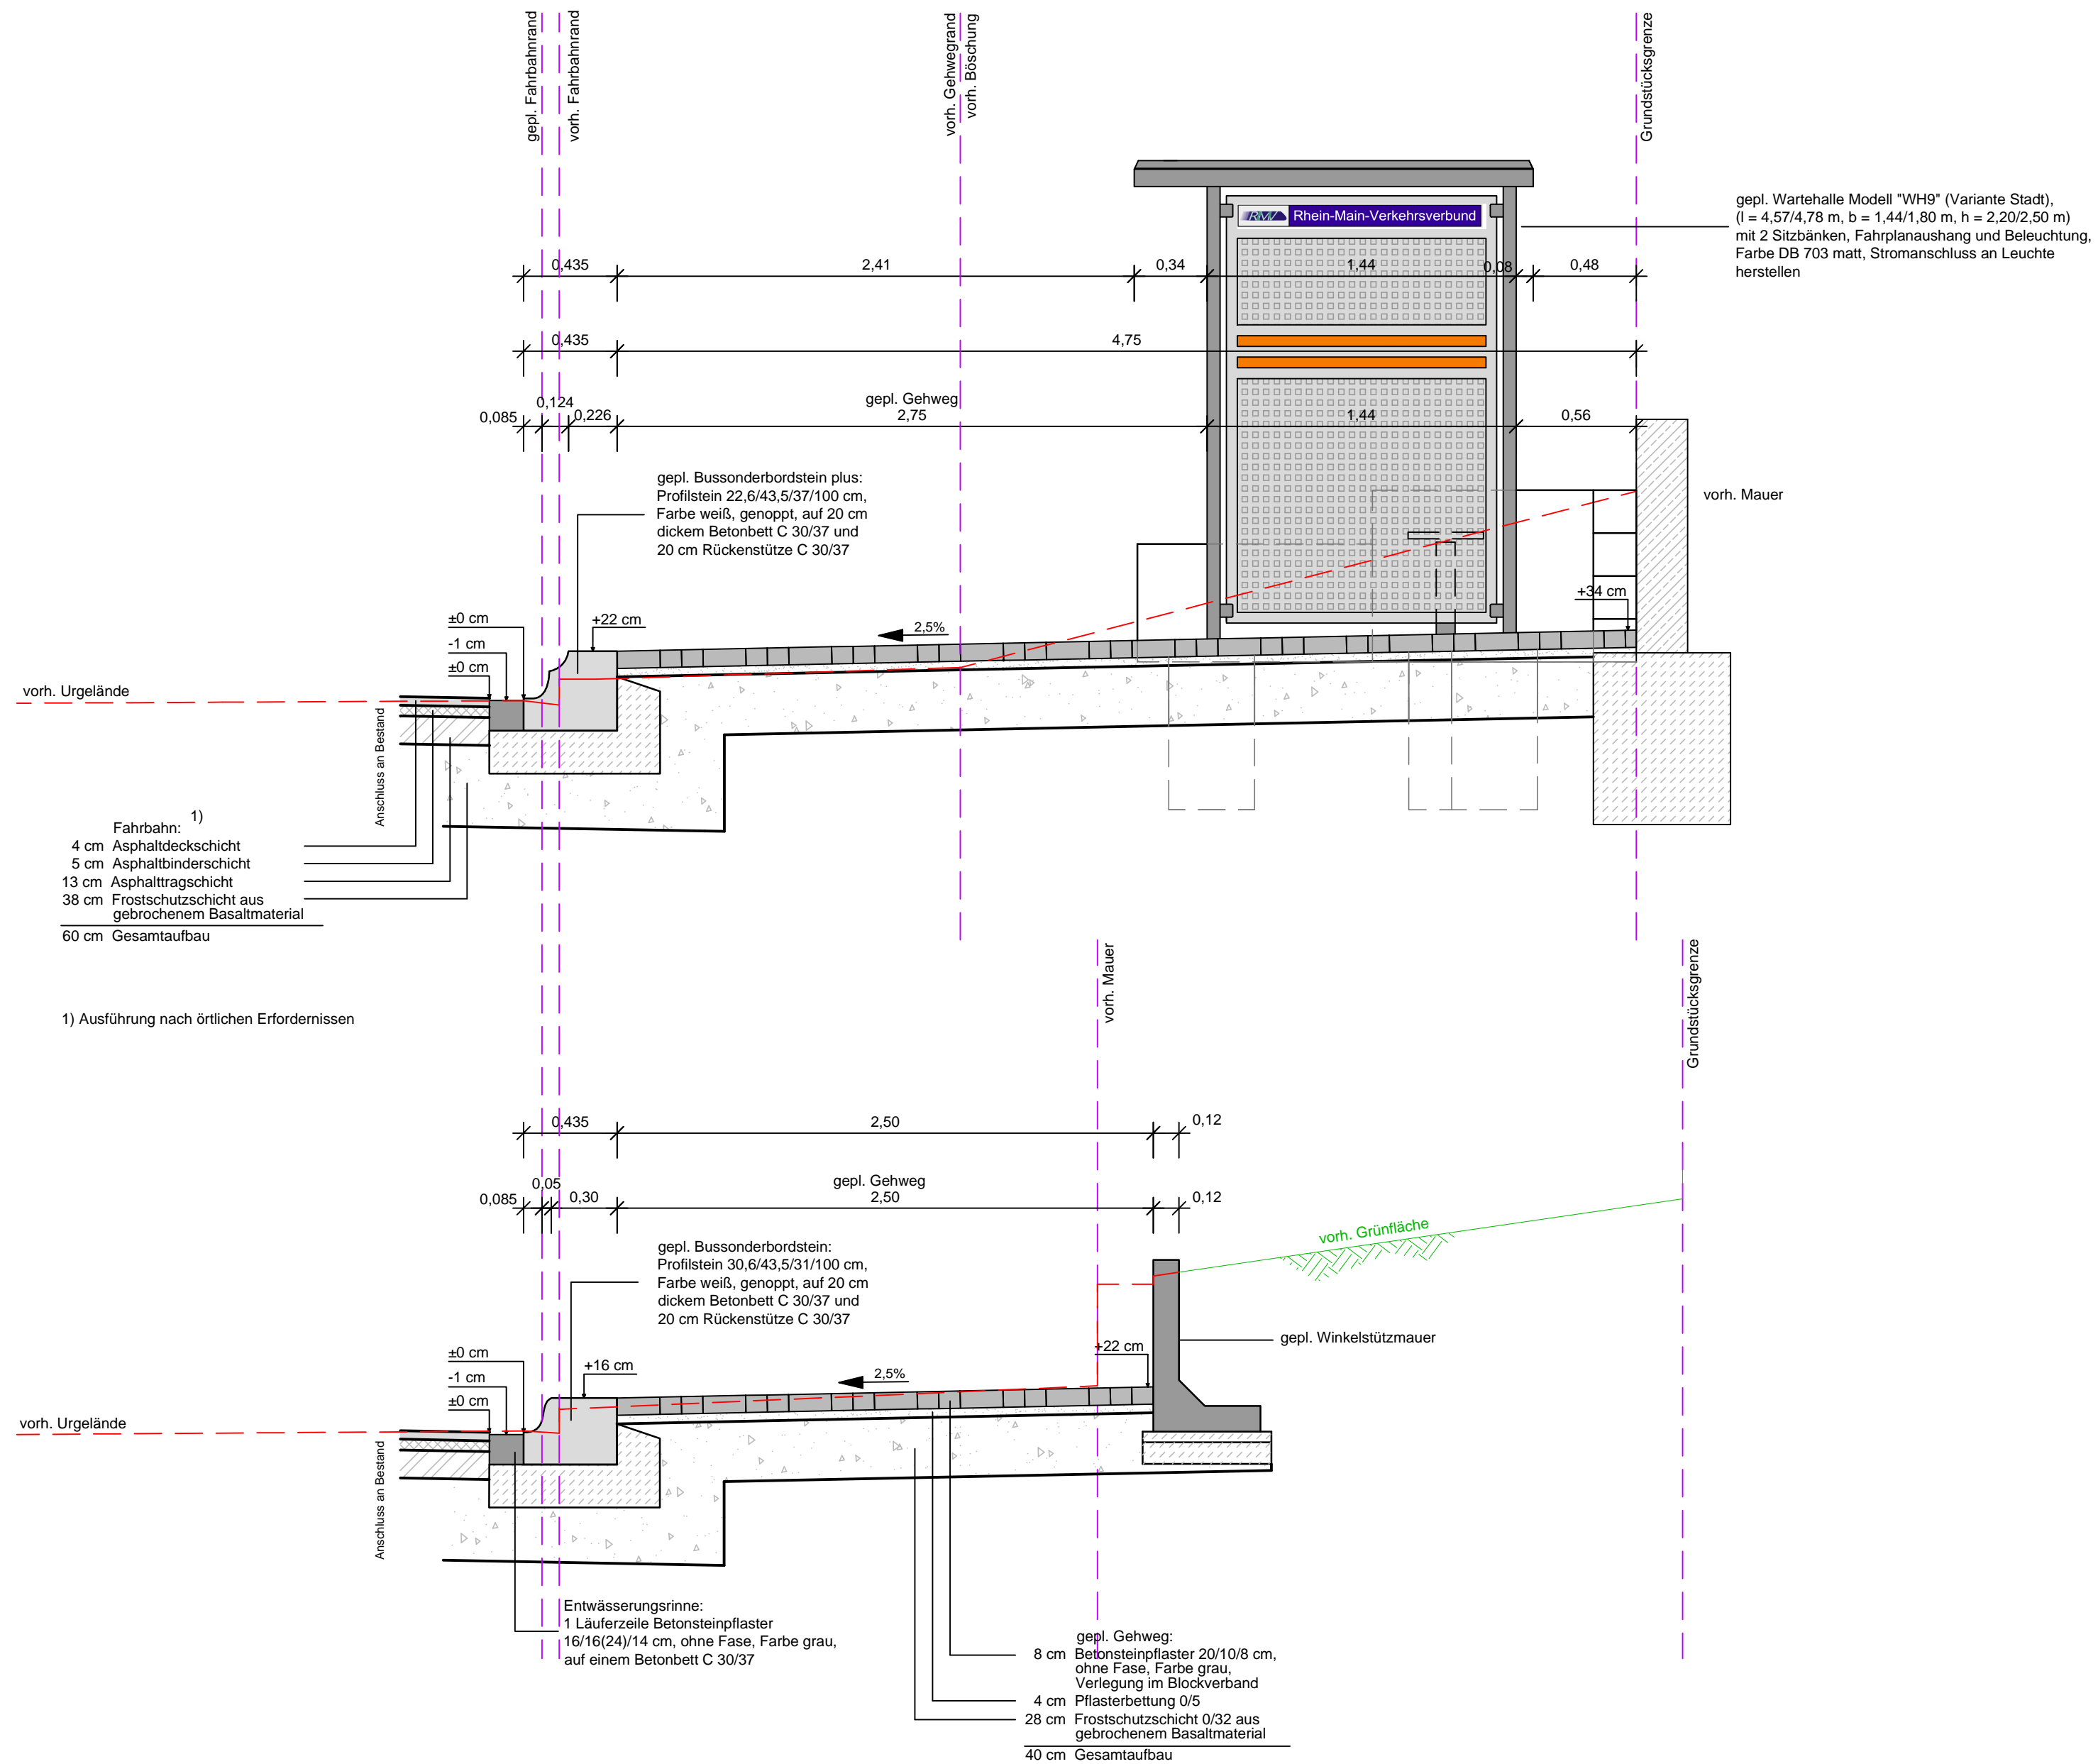 gepl. Fahrbahnrand
vorh. Fahrbahnrand
vorh. Gehwegrand
vorh. Böschung
Grundstücksgrenze
gepl. Wartehalle Modell "WH9" (Variante Stadt),
(l = 4,57/4,78 m, b = 1,44/1,80 m, h = 2,20/2,50 m)
mit 2 Sitzbänken, Fahrplanaushang und Beleuchtung,
Farbe DB 703 matt, Stromanschluss an Leuchte
herstellen
RMV Rhein-Main-Verkehrsverbund
0,435 2,41 0,34 1,44 0,08 0,48
0,435 4,75
0,085 0,124 0,226 gepl. Gehweg
2,75 1,44 0,56
gepl. Bussonderbordstein plus:
Profilstein 22,6/43,5/37/100 cm,
Farbe weiß, genoppt, auf 20 cm
dickem Betonbett C 30/37 und
20 cm Rückenstütze C 30/37
vorh. Mauer
+34 cm
±0 cm
-1 cm
±0 cm
+22 cm
2,5%
vorh. Urgelände
Anschluss an Bestand
1)
Fahrbahn:
4 cm Asphaltdeckschicht
5 cm Asphaltbinderschicht
13 cm Asphalttragschicht
38 cm Frostschutzschicht aus
gebrochenem Basaltmaterial
60 cm Gesamtaufbau
1) Ausführung nach örtlichen Erfordernissen
vorh. Mauer
Grundstücksgrenze
0,435 2,50 0,12
0,085 0,05 0,30 gepl. Gehweg
2,50 0,12
gepl. Bussonderbordstein:
Profilstein 30,6/43,5/31/100 cm,
Farbe weiß, genoppt, auf 20 cm
dickem Betonbett C 30/37 und
20 cm Rückenstütze C 30/37
vorh. Grünfläche
gepl. Winkelstützmauer
+22 cm
±0 cm
-1 cm
±0 cm
+16 cm
2,5%
vorh. Urgelände
Anschluss an Bestand
Entwässerungsrinne:
1 Läuferzeile Betonsteinpflaster
16/16(24)/14 cm, ohne Fase, Farbe grau,
auf einem Betonbett C 30/37
gepl. Gehweg:
8 cm Betonsteinpflaster 20/10/8 cm,
ohne Fase, Farbe grau,
Verlegung im Blockverband
4 cm Pflasterbettung 0/5
28 cm Frostschutzschicht 0/32 aus
gebrochenem Basaltmaterial
40 cm Gesamtaufbau